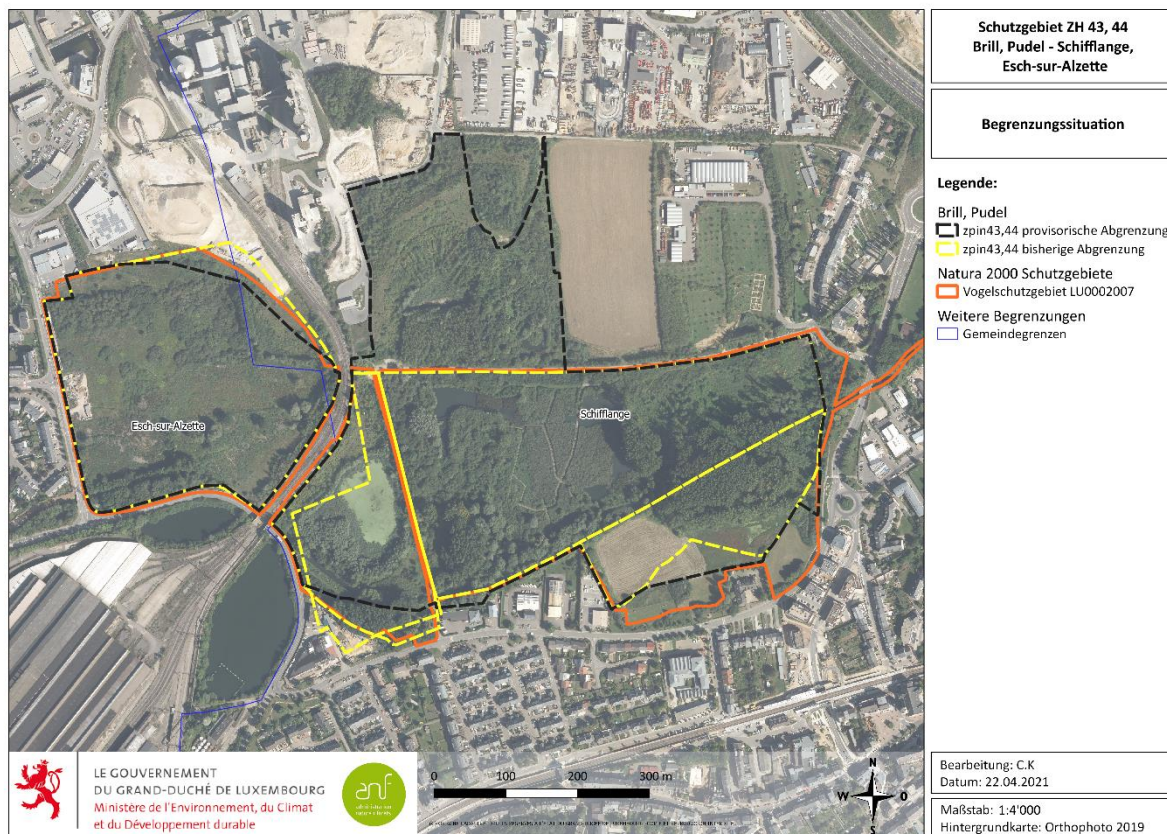 Schutzgebiet ZH 43, 44
Brill, Pudel - Schifflange,
Esch-sur-Alzette
Begrenzungssituation
Legende:
Brill, Pudel
zpin43,44 provisorische Abgrenzung
zpin43,44 bisherige Abgrenzung
Natura 2000 Schutzgebiete
Vogelschutzgebiet LU0002007
Weitere Begrenzungen
Gemeindegrenzen
Schifflange
Esch-sur-Alzette
LE GOUVERNEMENT
DU GRAND-DUCHÉ DE LUXEMBOURG
Ministère de l'Environnement, du Climat
et du Développement durable
anf
0 100 200 300 m
N
W O
S
Bearbeitung: C.K
Datum: 22.04.2021
Maßstab: 1:4'000
Hintergrundkarte: Orthophoto 2019